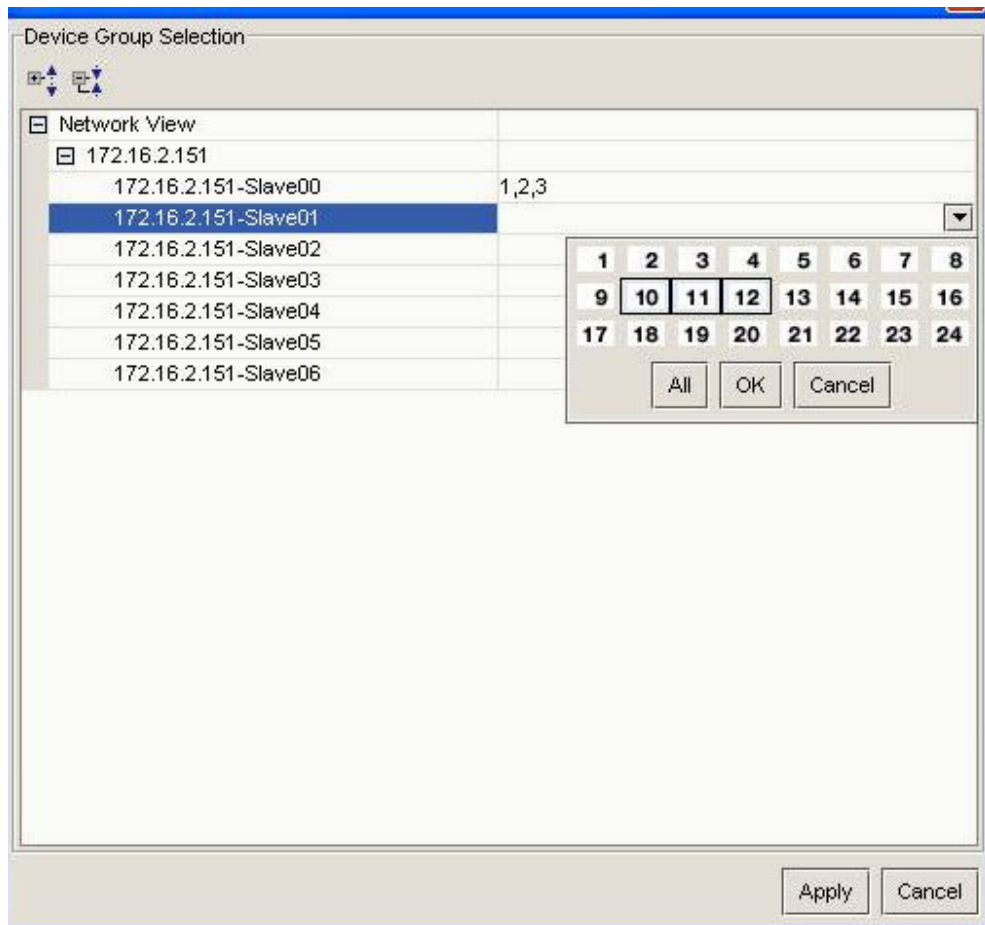 Device Group Selection
Network View
172.16.2.151
172.16.2.151-Slave00 1,2,3
172.16.2.151-Slave01
172.16.2.151-Slave02
172.16.2.151-Slave03
172.16.2.151-Slave04
172.16.2.151-Slave05
172.16.2.151-Slave06
1 2 3 4 5 6 7 8
9 10 11 12 13 14 15 16
17 18 19 20 21 22 23 24
All OK Cancel
Apply Cancel